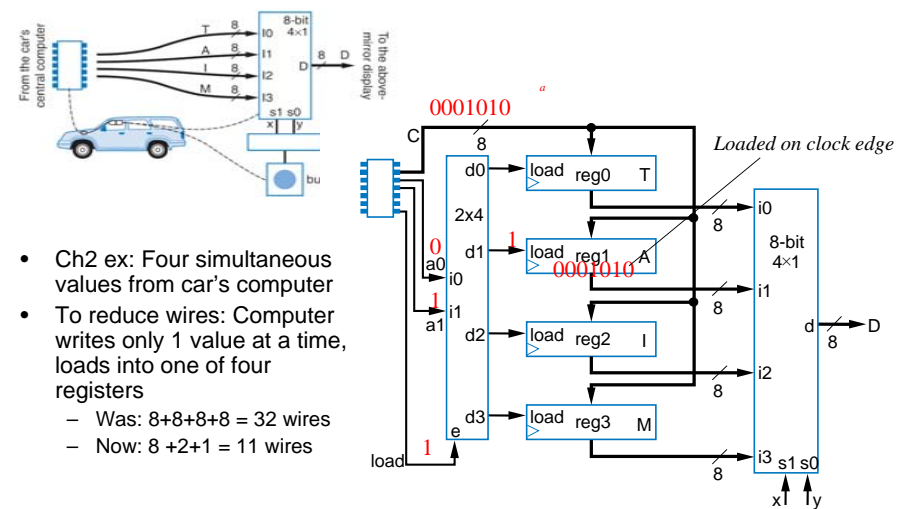 From the car's
central computer
T
8
A
8
I
8
M
8
I0
I1
I2
I3
8-bit
4×1
D
s1 s0
x
y
8
D
To the above-
mirror display
bu
• Ch2 ex: Four simultaneous
values from car's computer
• To reduce wires: Computer
writes only 1 value at a time,
loads into one of four
registers
– Was: 8+8+8+8 = 32 wires
– Now: 8 +2+1 = 11 wires
a
0001010
C
8
Loaded on clock edge
d0
load
reg0
T
2x4
0
a0
i0
d1
1
load
reg1
A
0001010
1
a1
i1
d2
load
reg2
I
d3
load
reg3
M
e
1
load
8
i0
8-bit
4×1
8
i1
d
8
D
8
i2
8
i3
s1 s0
x
y